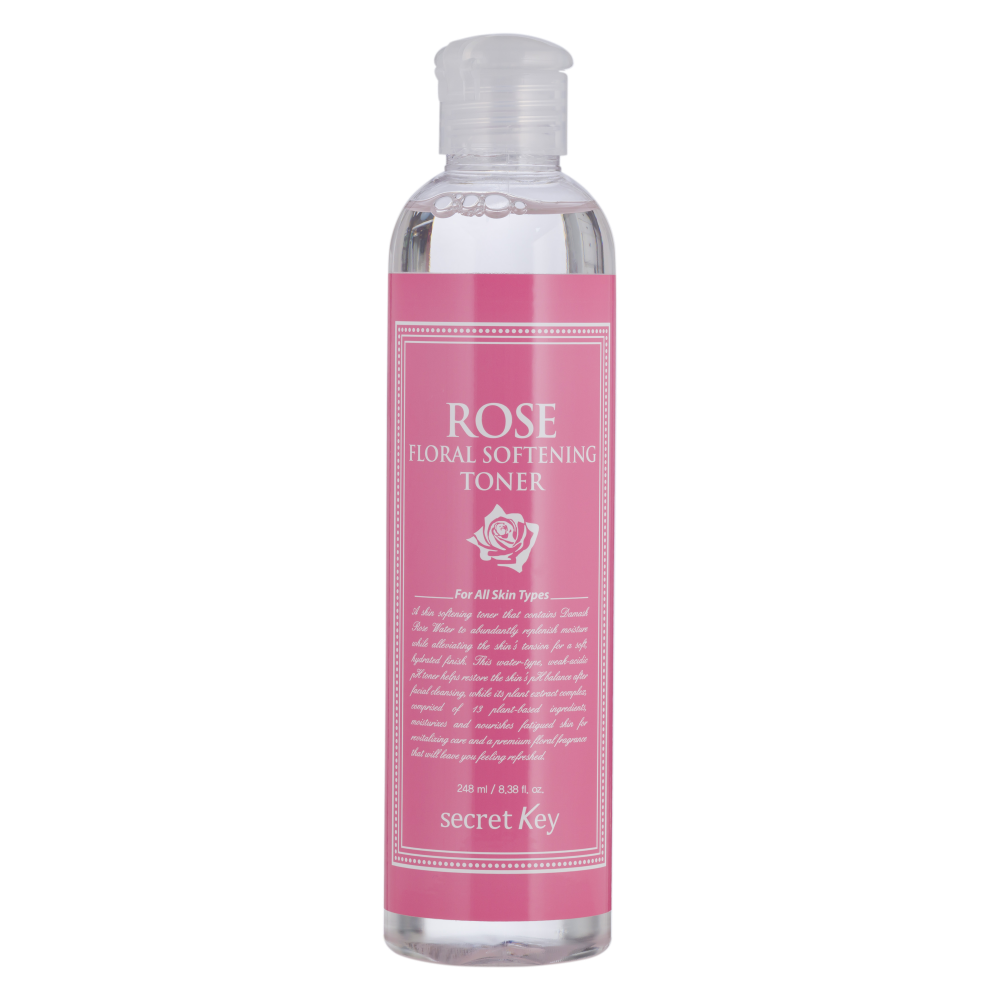 ROSE
FLORAL SOFTENING
TONER
For All Skin Types
A skin softening toner that contains Damask
Rose Water to abundantly replenish moisture
while alleviating the skin's tension for a soft,
hydrated finish. This water-type, weak-acidic
pH toner helps restore the skin's pH balance after
facial cleansing, while its plant extract complex,
comprised of 13 plant-based ingredients,
moisturizes and nourishes fatigued skin for
revitalizing care and a premium floral fragrance
that will leave you feeling refreshed.
248 ml / 8,38 fl, oz.
secret Key